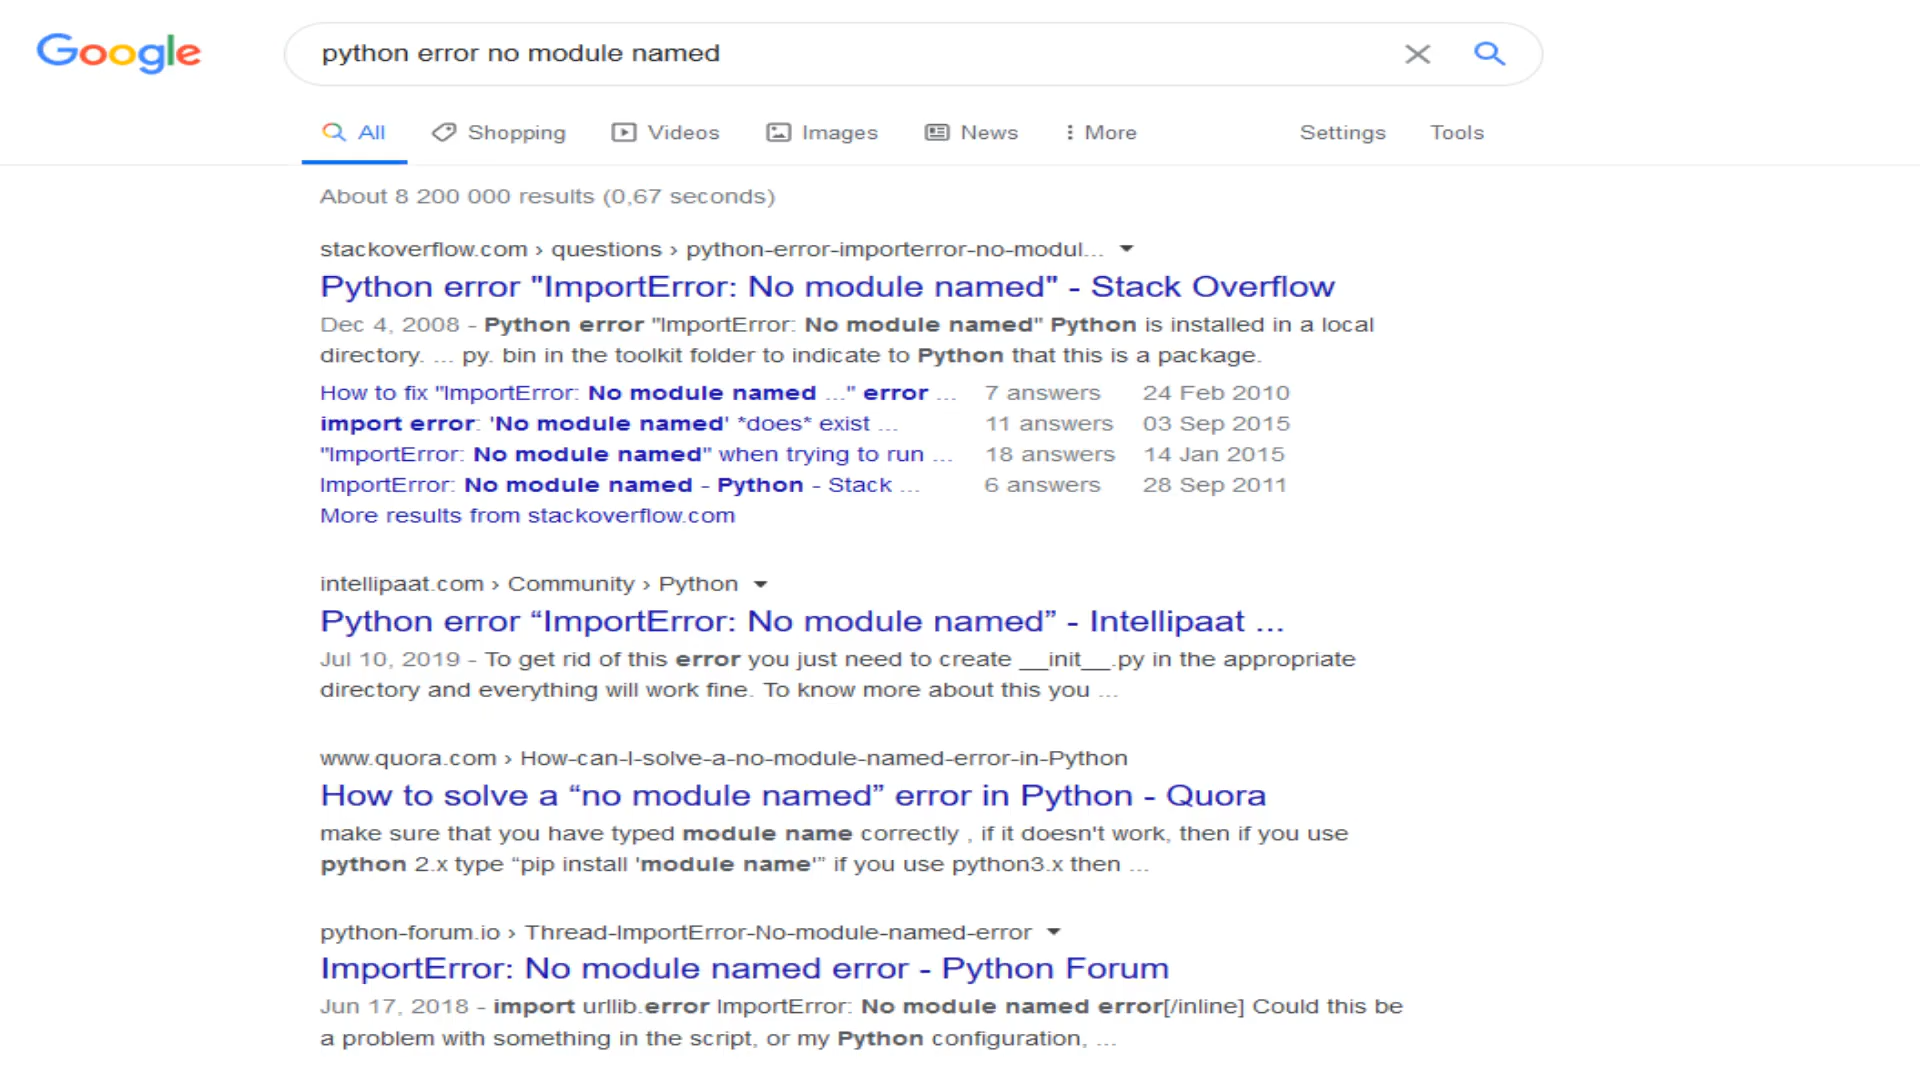 Google
python error no module named
All Shopping Videos Images News More Settings Tools
About 8 200 000 results (0,67 seconds)
stackoverflow.com › questions › python-error-importerror-no-modul...
Python error "ImportError: No module named" - Stack Overflow
Dec 4, 2008 - Python error "ImportError: No module named" Python is installed in a local
directory. ... py. bin in the toolkit folder to indicate to Python that this is a package.
How to fix "ImportError: No module named ..." error ... 7 answers 24 Feb 2010
import error: 'No module named' *does* exist ... 11 answers 03 Sep 2015
"ImportError: No module named" when trying to run ... 18 answers 14 Jan 2015
ImportError: No module named - Python - Stack ... 6 answers 28 Sep 2011
More results from stackoverflow.com
intellipaat.com › Community › Python
Python error “ImportError: No module named” - Intellipaat ...
Jul 10, 2019 - To get rid of this error you just need to create __init__.py in the appropriate
directory and everything will work fine. To know more about this you ...
www.quora.com › How-can-I-solve-a-no-module-named-error-in-Python
How to solve a “no module named” error in Python - Quora
make sure that you have typed module name correctly , if it doesn't work, then if you use
python 2.x type “pip install 'module name'” if you use python3.x then ...
python-forum.io › Thread-ImportError-No-module-named-error
ImportError: No module named error - Python Forum
Jun 17, 2018 - import urllib.error ImportError: No module named error[/inline] Could this be
a problem with something in the script, or my Python configuration, ...